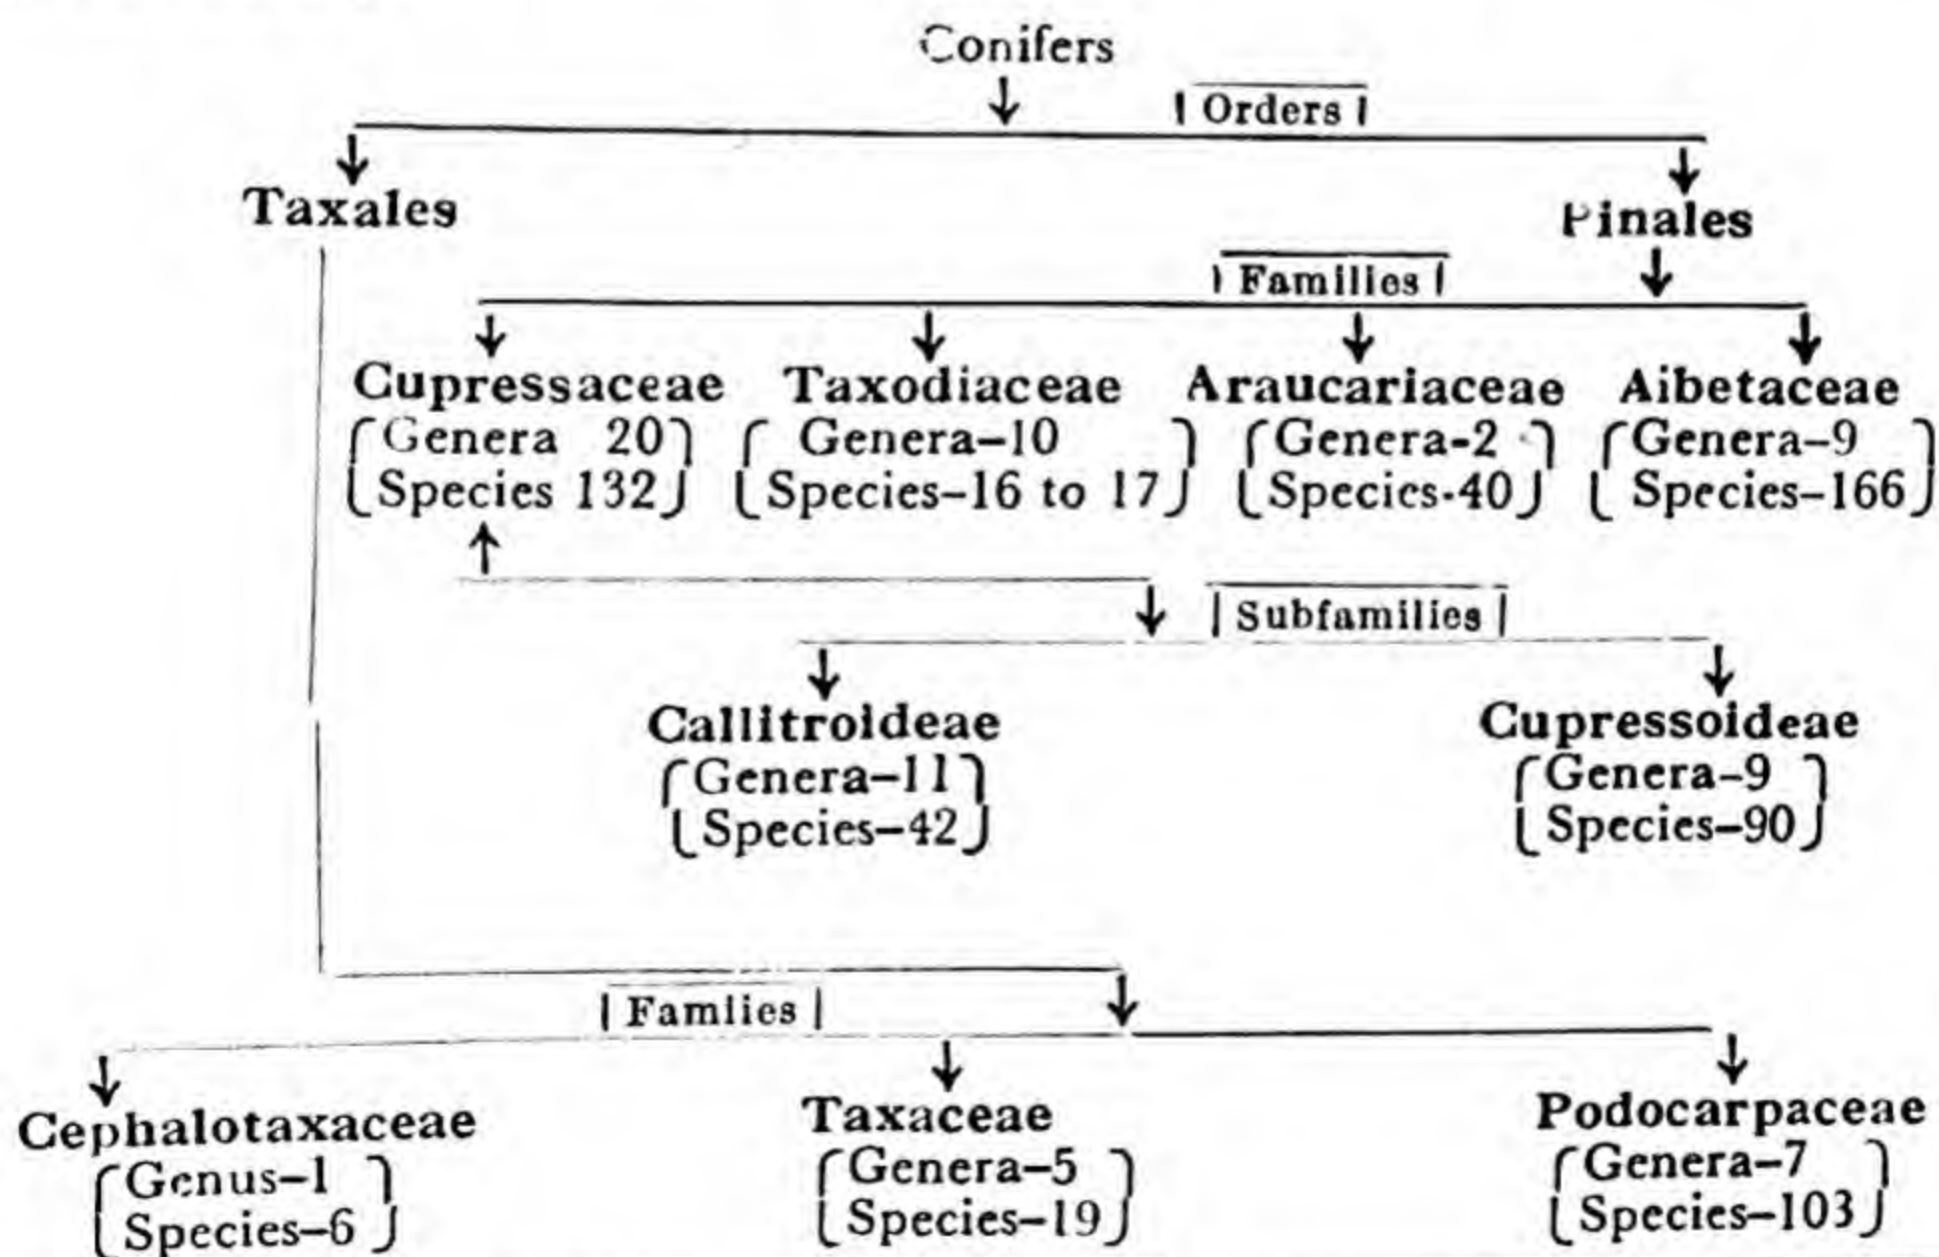 Conifers
Orders
Taxales
Pinales
Families
Cupressaceae Taxodiaceae Araucariaceae Aibetaceae
Genera 20 Genera–10 Genera-2 Genera–9
Species 132 Species–16 to 17 Species-40 Species–166
Subfamilies
Callitroideae Cupressoideae
Genera–11 Genera–9
Species–42 Species–90
Famlies
Cephalotaxaceae Taxaceae Podocarpaceae
Genus–1 Genera–5 Genera–7
Species–6 Species–19 Species–103